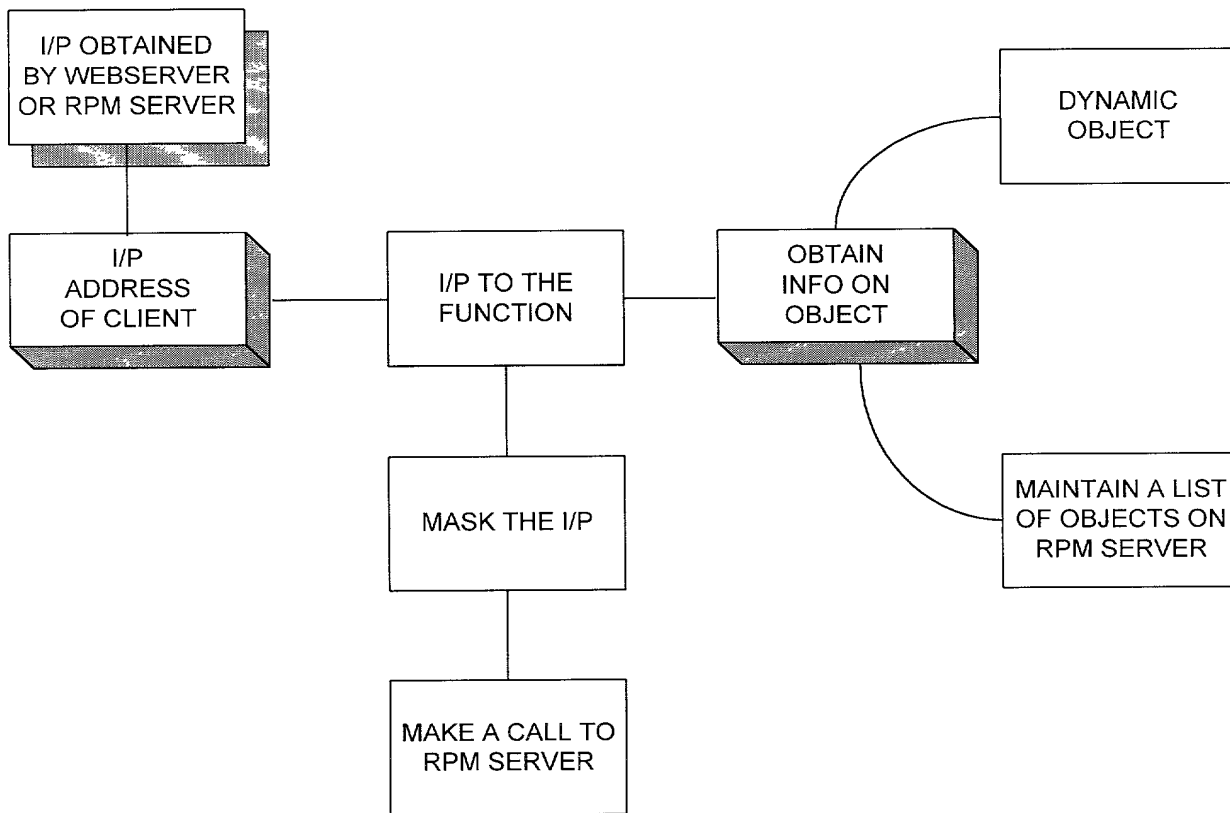 I/P OBTAINED
BY WEBSERVER
OR RPM SERVER
I/P
ADDRESS
OF CLIENT
I/P TO THE
FUNCTION
OBTAIN
INFO ON
OBJECT
DYNAMIC
OBJECT
MASK THE I/P
MAINTAIN A LIST
OF OBJECTS ON
RPM SERVER
MAKE A CALL TO
RPM SERVER